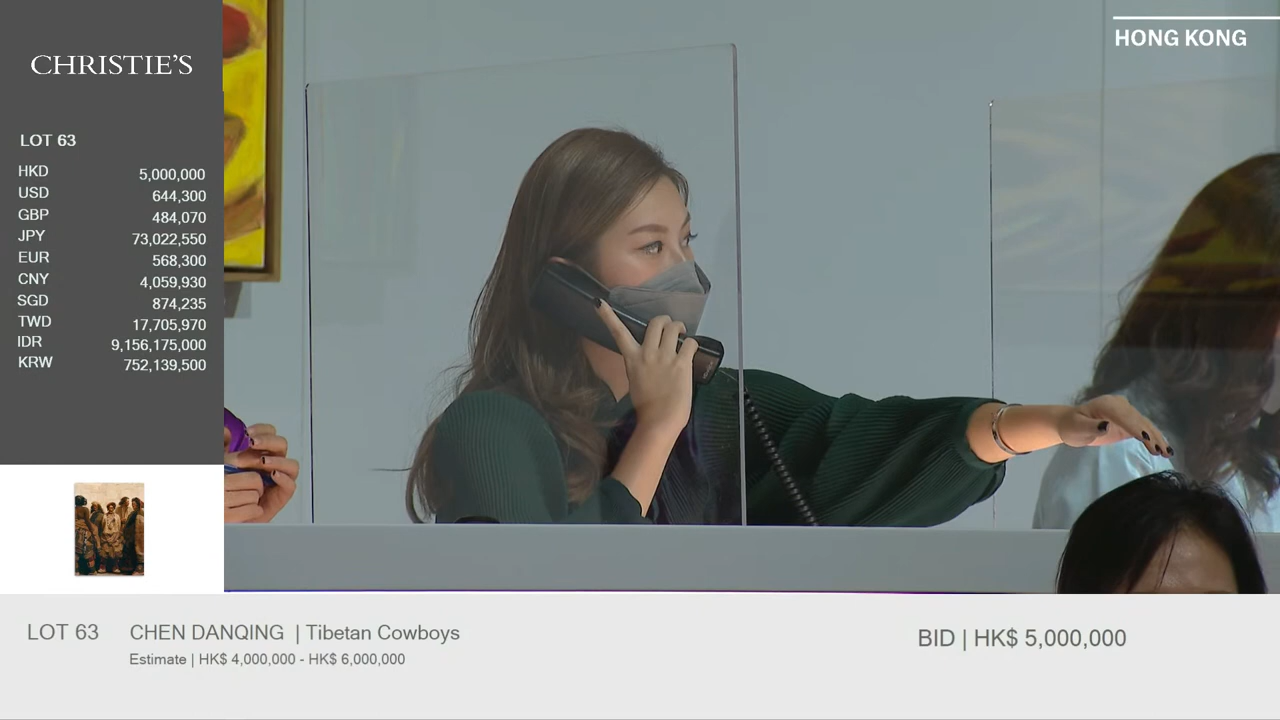 HONG KONG
CHRISTIE'S
LOT 63
HKD 5,000,000
USD 644,300
GBP 484,070
JPY 73,022,550
EUR 568,300
CNY 4,059,930
SGD 874,235
TWD 17,705,970
IDR 9,156,175,000
KRW 752,139,500
LOT 63 CHEN DANQING | Tibetan Cowboys
Estimate | HK$ 4,000,000 - HK$ 6,000,000
BID | HK$ 5,000,000